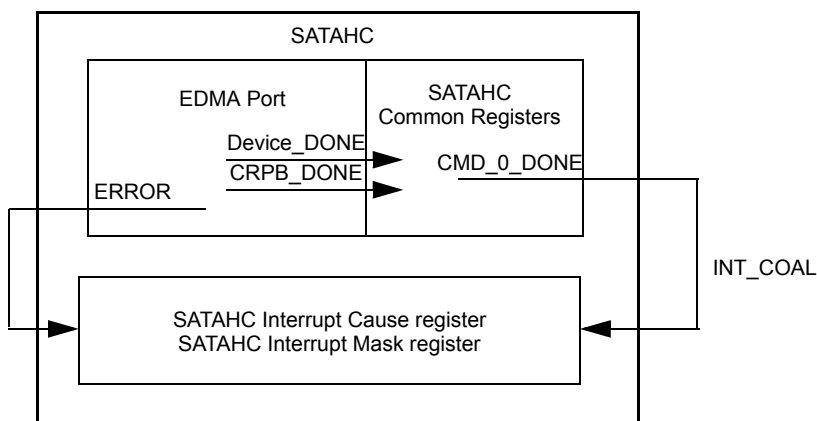 SATAHC
EDMA Port
SATAHC
Common Registers
Device_DONE
CRPB_DONE
CMD_0_DONE
ERROR
INT_COAL
SATAHC Interrupt Cause register
SATAHC Interrupt Mask register